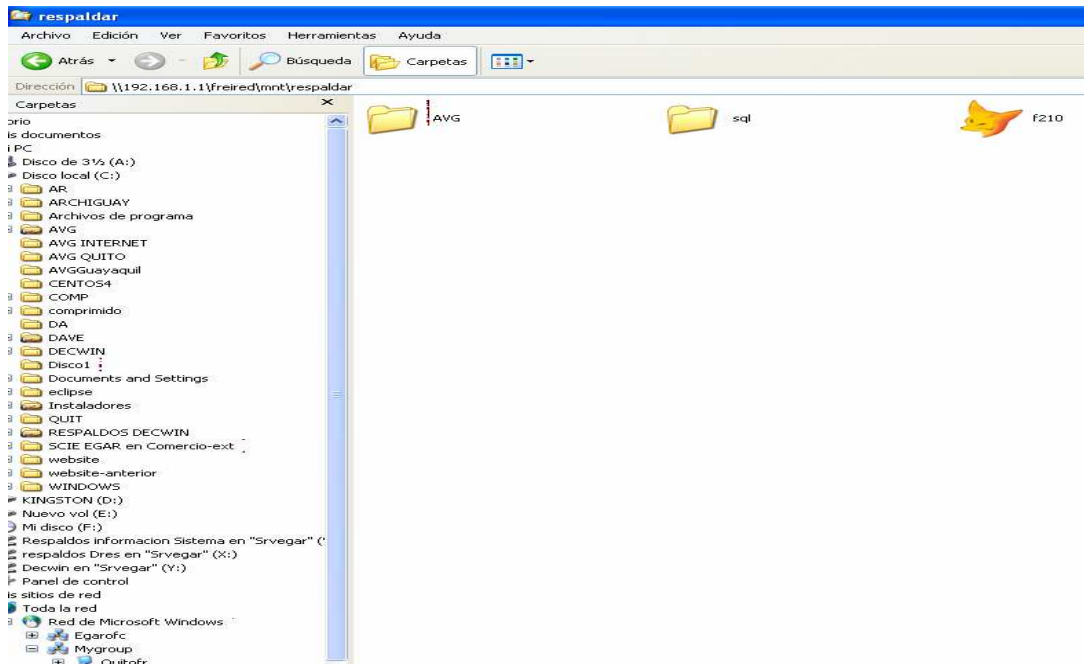 respaldar
Archivo Edición Ver Favoritos Herramientas Ayuda
Atrás Búsqueda Carpetas
Dirección \\192.168.1.1\freired\mnt\respaldar
Carpetas
AVG
sql
f210
orio
is documentos
i PC
Disco de 3½ (A:)
Disco local (C:)
AR
ARCHIGUAY
Archivos de programa
AVG
AVG INTERNET
AVG QUITO
AVGGuayaquil
CENTOS4
COMP
comprimido
DA
DAVE
DECWIN
Disco1
Documents and Settings
eclipse
Instaladores
QUIT
RESPALDOS DECWIN
SCIE EGAR en Comercio-ext
website
website-anterior
WINDOWS
KINGSTON (D:)
Nuevo vol (E:)
Mi disco (F:)
Respaldos informacion Sistema en "Srvegar" ('
respaldos Dres en "Srvegar" (X:)
Decwin en "Srvegar" (Y:)
Panel de control
is sitios de red
Toda la red
Red de Microsoft Windows
Egarofc
Mygroup
Quitofr